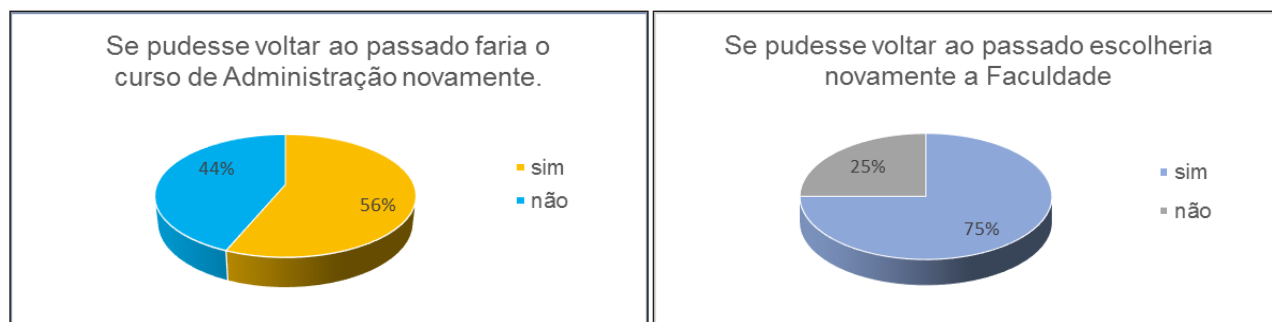 Se pudesse voltar ao passado faria o
curso de Administração novamente.
44%
56%
sim
não
Se pudesse voltar ao passado escolheria
novamente a Faculdade
25%
75%
sim
não